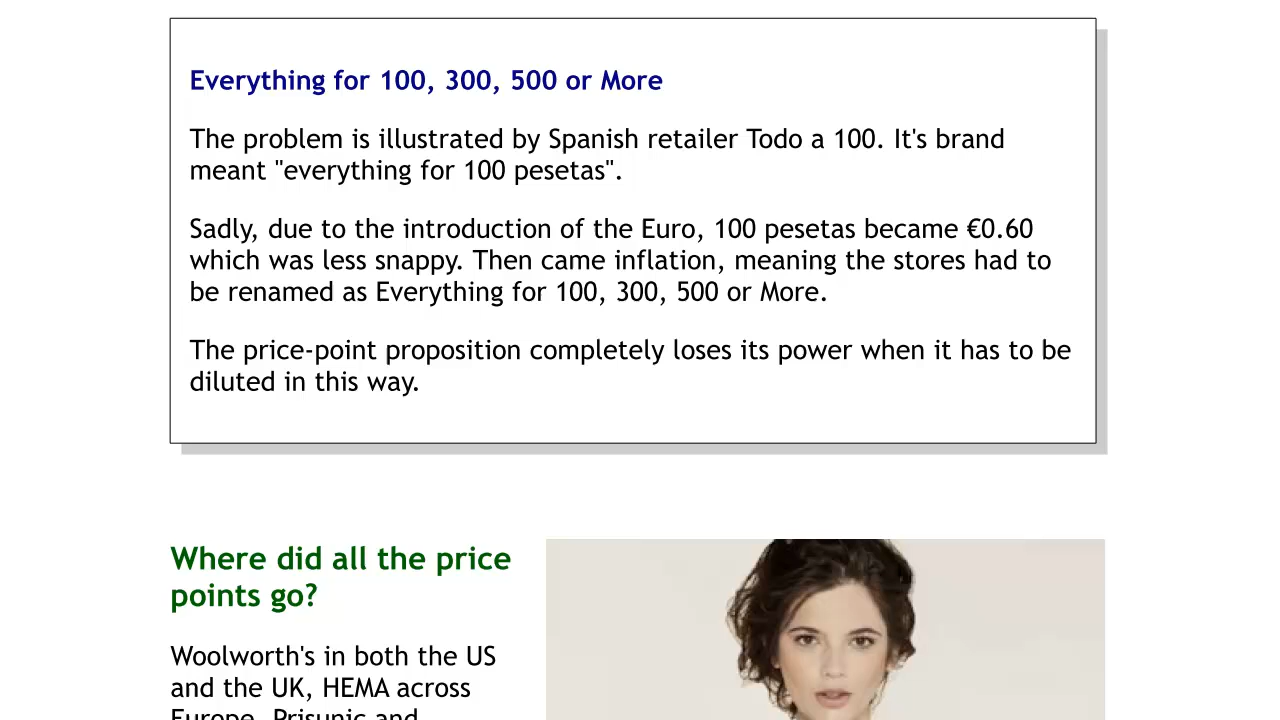 Everything for 100, 300, 500 or More
The problem is illustrated by Spanish retailer Todo a 100. It's brand
meant "everything for 100 pesetas".
Sadly, due to the introduction of the Euro, 100 pesetas became €0.60
which was less snappy. Then came inflation, meaning the stores had to
be renamed as Everything for 100, 300, 500 or More.
The price-point proposition completely loses its power when it has to be
diluted in this way.
Where did all the price
points go?
Woolworth's in both the US
and the UK, HEMA across
Europe, Prisunic and